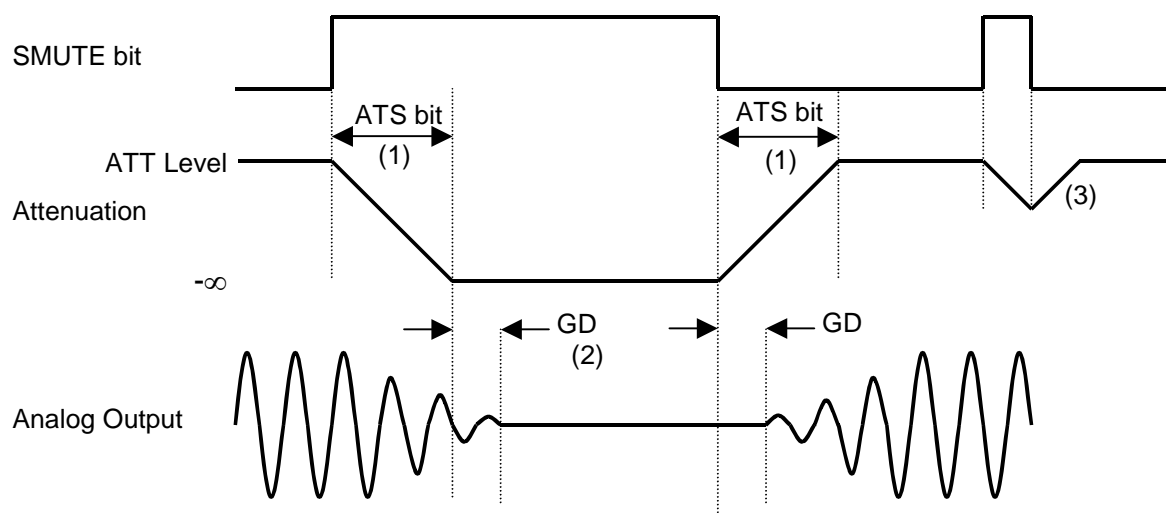 SMUTE bit
ATS bit
(1)
ATS bit
(1)
ATT Level
(3)
Attenuation
-∞
GD
(2)
GD
Analog Output